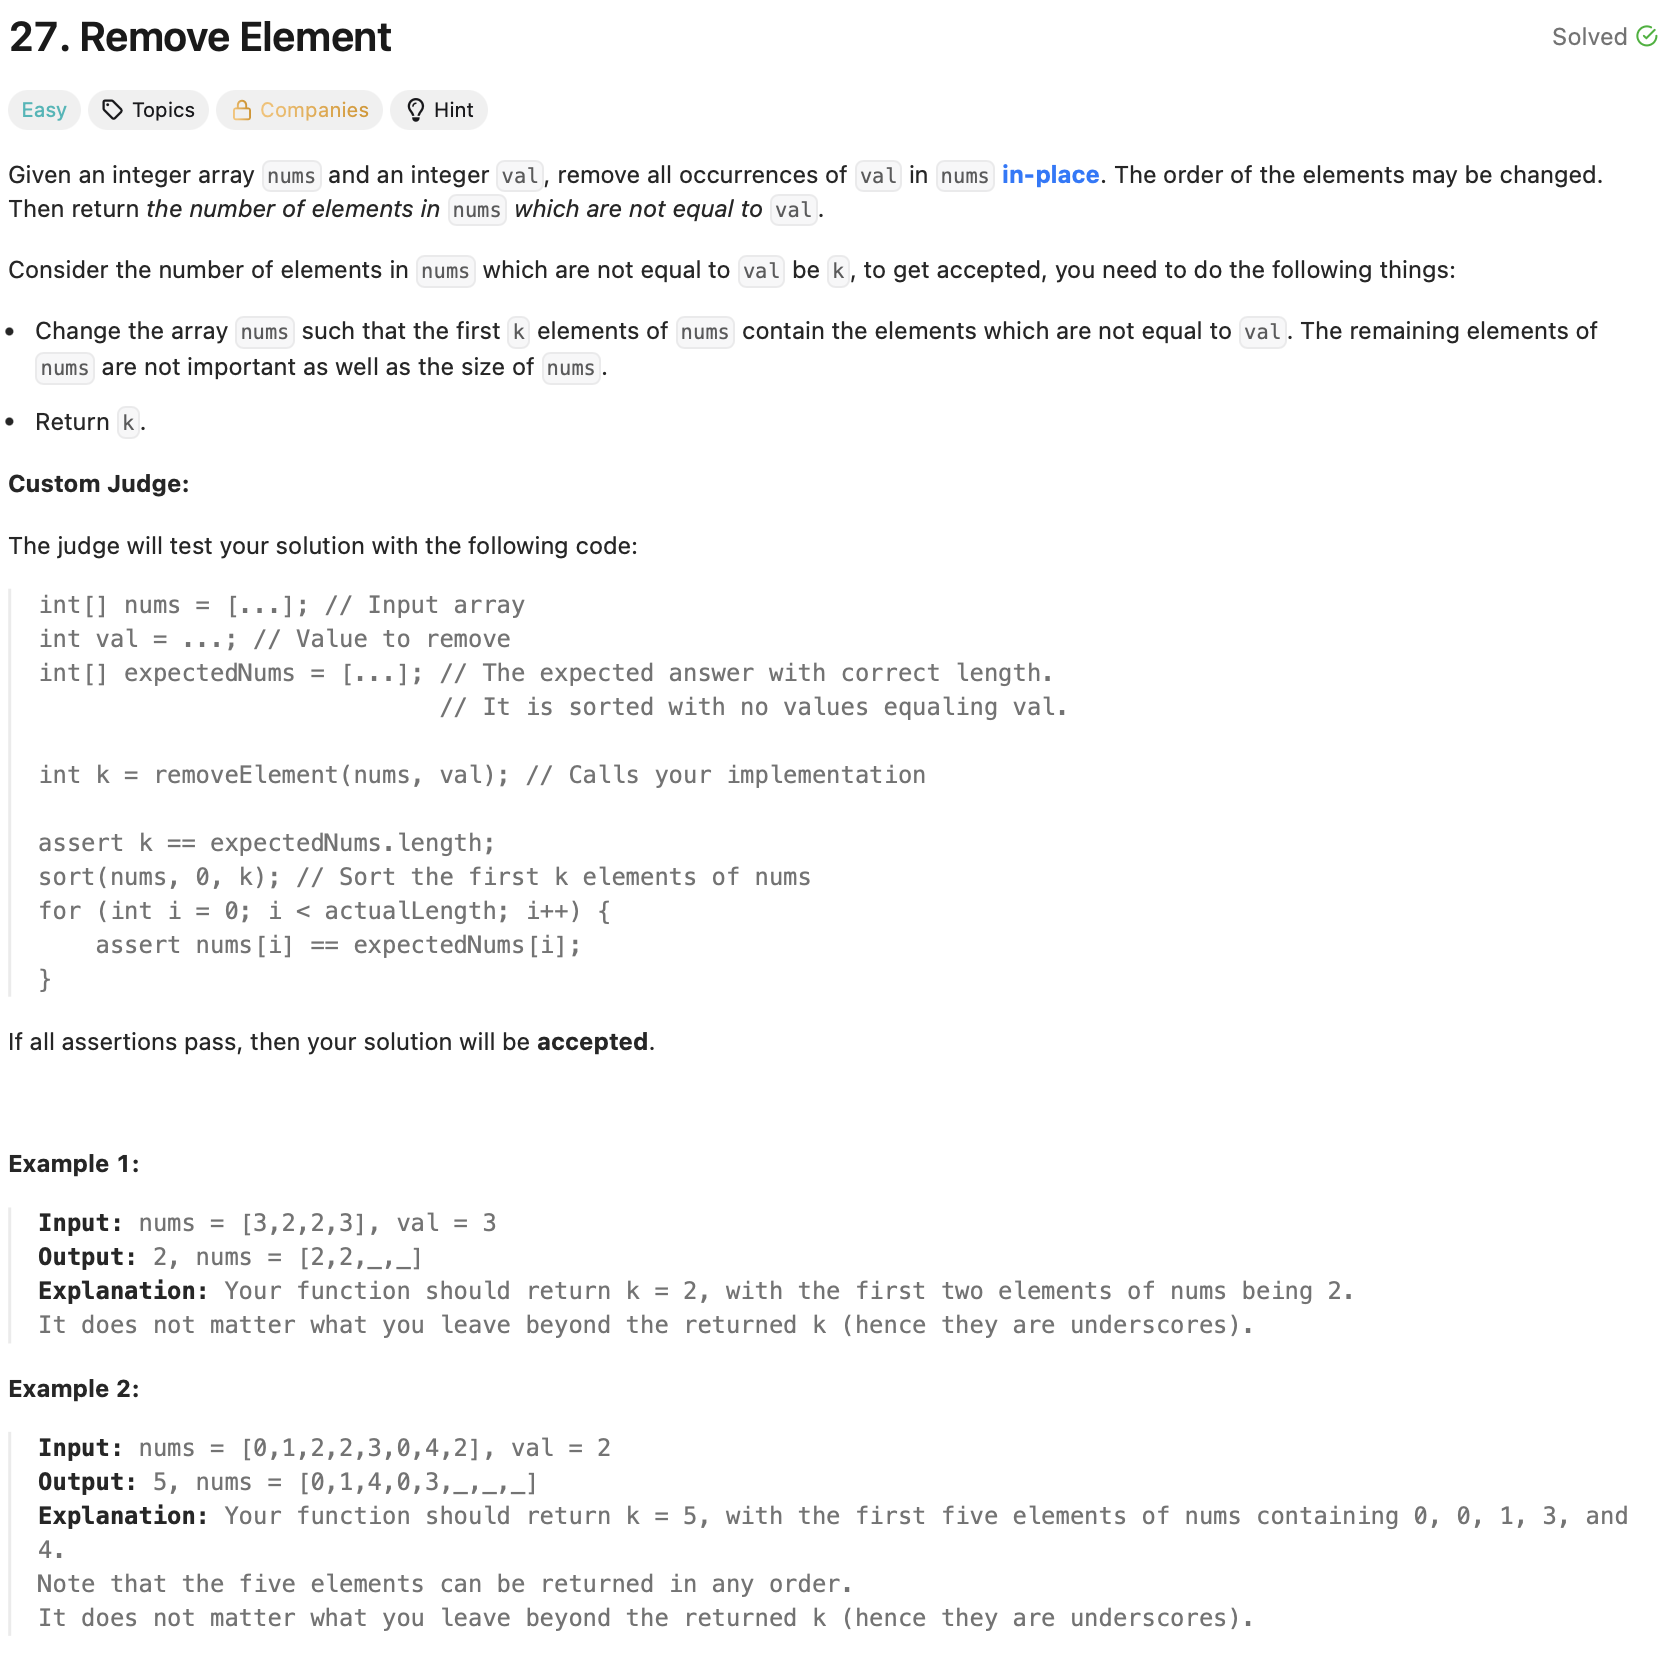 27. Remove Element
Solved
Easy Topics Companies Hint
Given an integer array nums and an integer val, remove all occurrences of val in nums in-place. The order of the elements may be changed.
Then return the number of elements in nums which are not equal to val.
Consider the number of elements in nums which are not equal to val be k, to get accepted, you need to do the following things:
• Change the array nums such that the first k elements of nums contain the elements which are not equal to val. The remaining elements of
nums are not important as well as the size of nums.
• Return k.
Custom Judge:
The judge will test your solution with the following code:
int[] nums = [...]; // Input array
int val = ...; // Value to remove
int[] expectedNums = [...]; // The expected answer with correct length.
                            // It is sorted with no values equaling val.
int k = removeElement(nums, val); // Calls your implementation
assert k == expectedNums.length;
sort(nums, 0, k); // Sort the first k elements of nums
for (int i = 0; i < actualLength; i++) {
    assert nums[i] == expectedNums[i];
}
If all assertions pass, then your solution will be accepted.
Example 1:
Input: nums = [3,2,2,3], val = 3
Output: 2, nums = [2,2,_,_]
Explanation: Your function should return k = 2, with the first two elements of nums being 2.
It does not matter what you leave beyond the returned k (hence they are underscores).
Example 2:
Input: nums = [0,1,2,2,3,0,4,2], val = 2
Output: 5, nums = [0,1,4,0,3,_,_,_]
Explanation: Your function should return k = 5, with the first five elements of nums containing 0, 0, 1, 3, and
4.
Note that the five elements can be returned in any order.
It does not matter what you leave beyond the returned k (hence they are underscores).